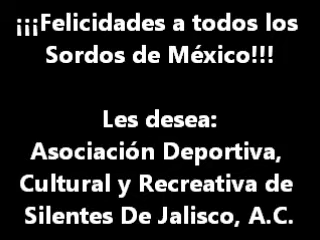 ¡¡¡Felicidades a todos los
Sordos de México!!!
Les desea:
Asociación Deportiva,
Cultural y Recreativa de
Silentes De Jalisco, A.C.